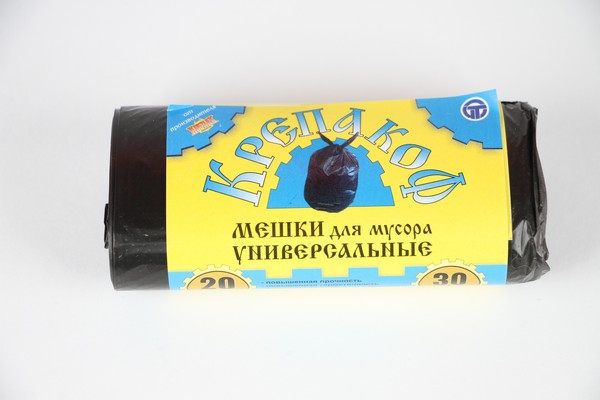 КРЕПАКОФ
МЕШКИ для мусора
УНИВЕРСАЛЬНЫЕ
20
- повышенная прочность
30